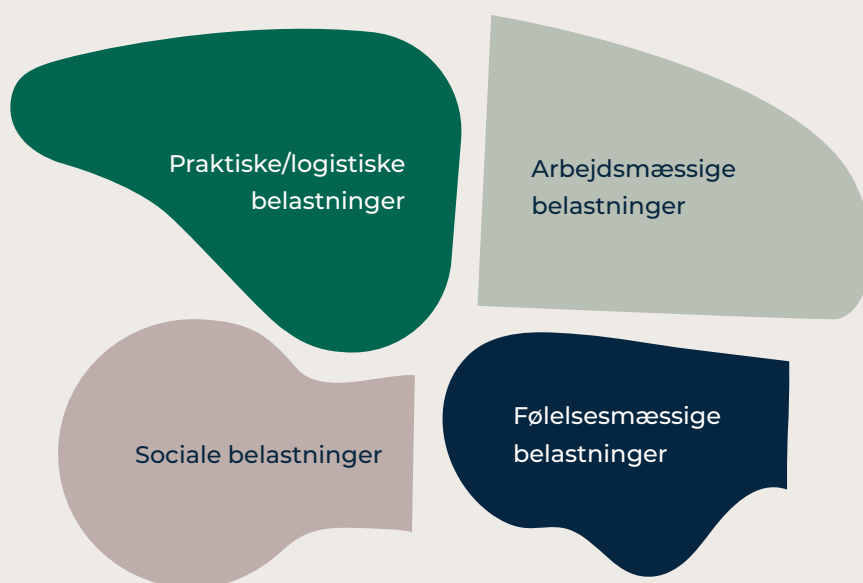 Praktiske/logistiske
belastninger
Arbejdsmæssige
belastninger
Sociale belastninger
Følelsesmæssige
belastninger